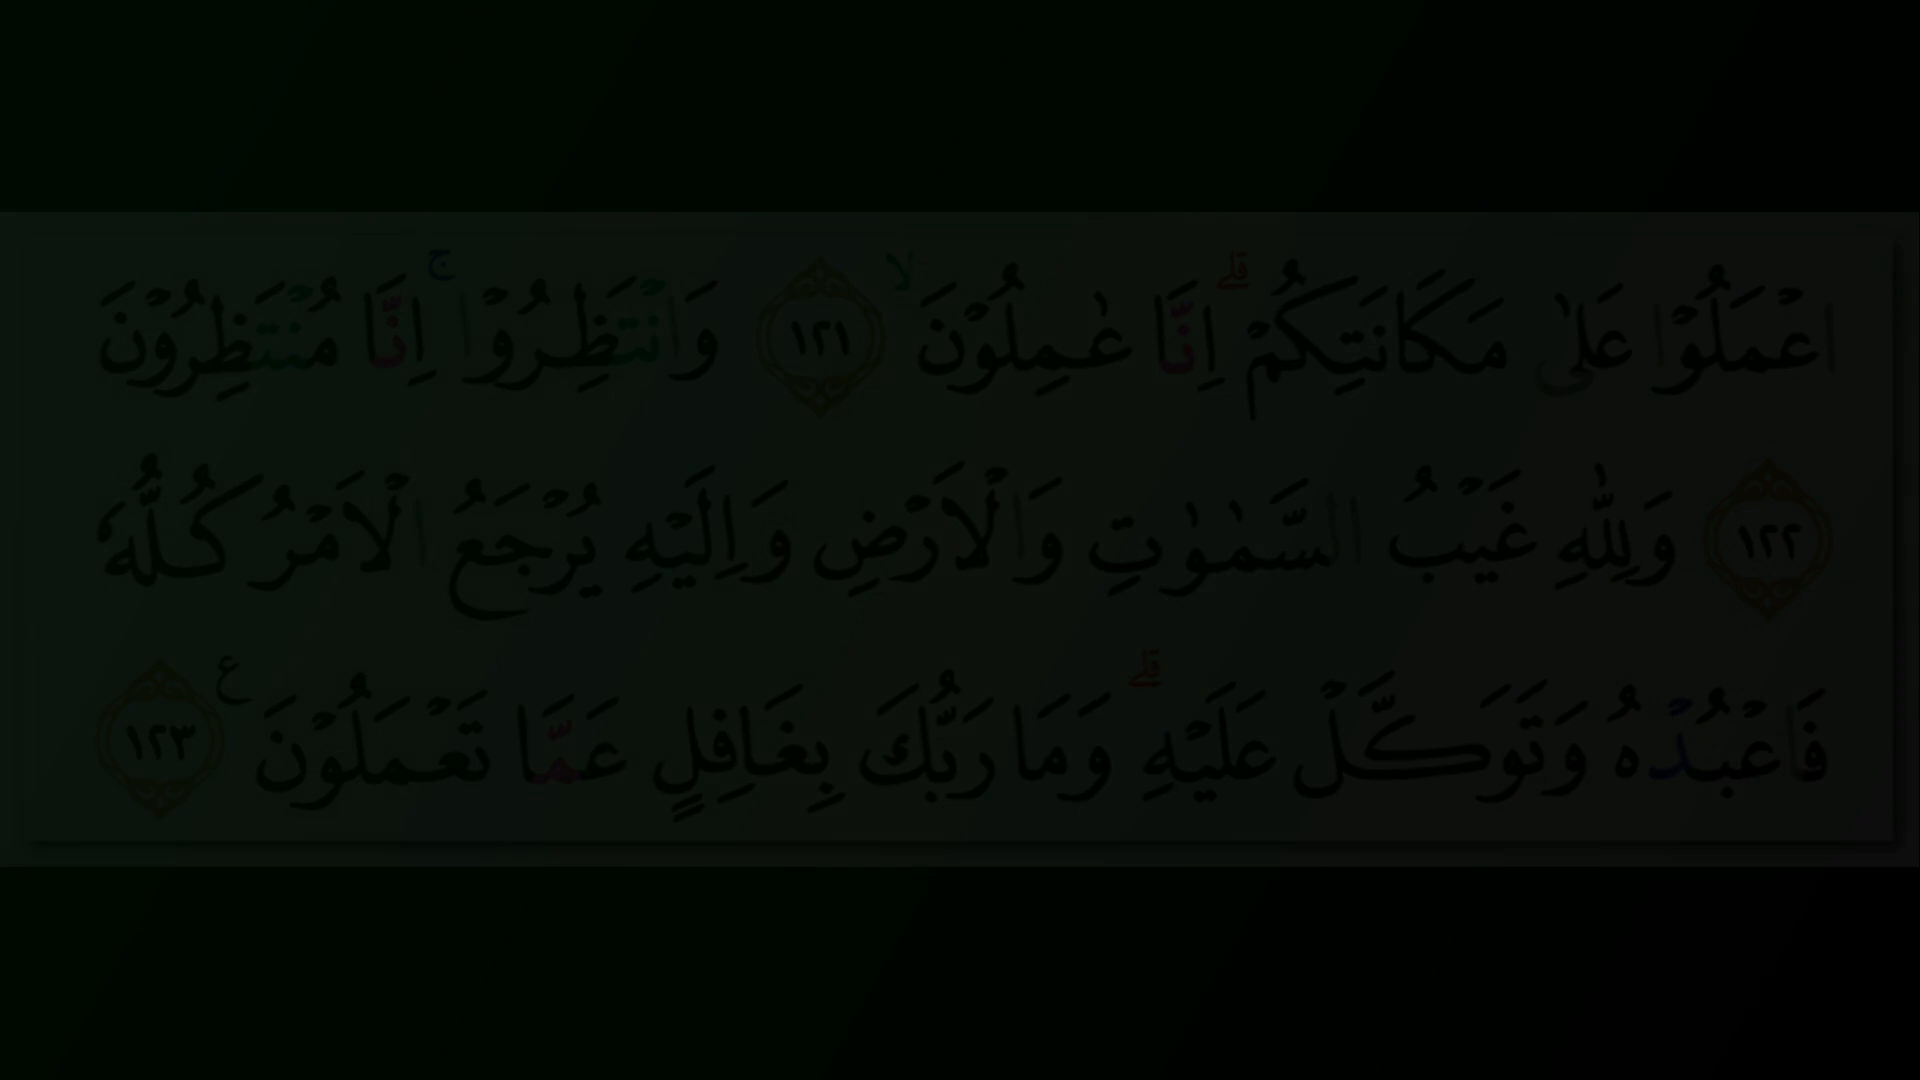 اعْمَلُوْا عَلٰى مَكَانَتِكُمْۗ اِنَّا عٰمِلُوْنَۙ ١٢١ وَانْتَظِرُوْاۚ اِنَّا مُنْتَظِرُوْنَ
١٢٢ وَلِلّٰهِ غَيْبُ السَّمٰوٰتِ وَالْاَرْضِ وَاِلَيْهِ يُرْجَعُ الْاَمْرُ كُلُّهٗ
فَاعْبُدْهُ وَتَوَكَّلْ عَلَيْهِۗ وَمَا رَبُّكَ بِغَافِلٍ عَمَّا تَعْمَلُوْنَ ع ١٢٣